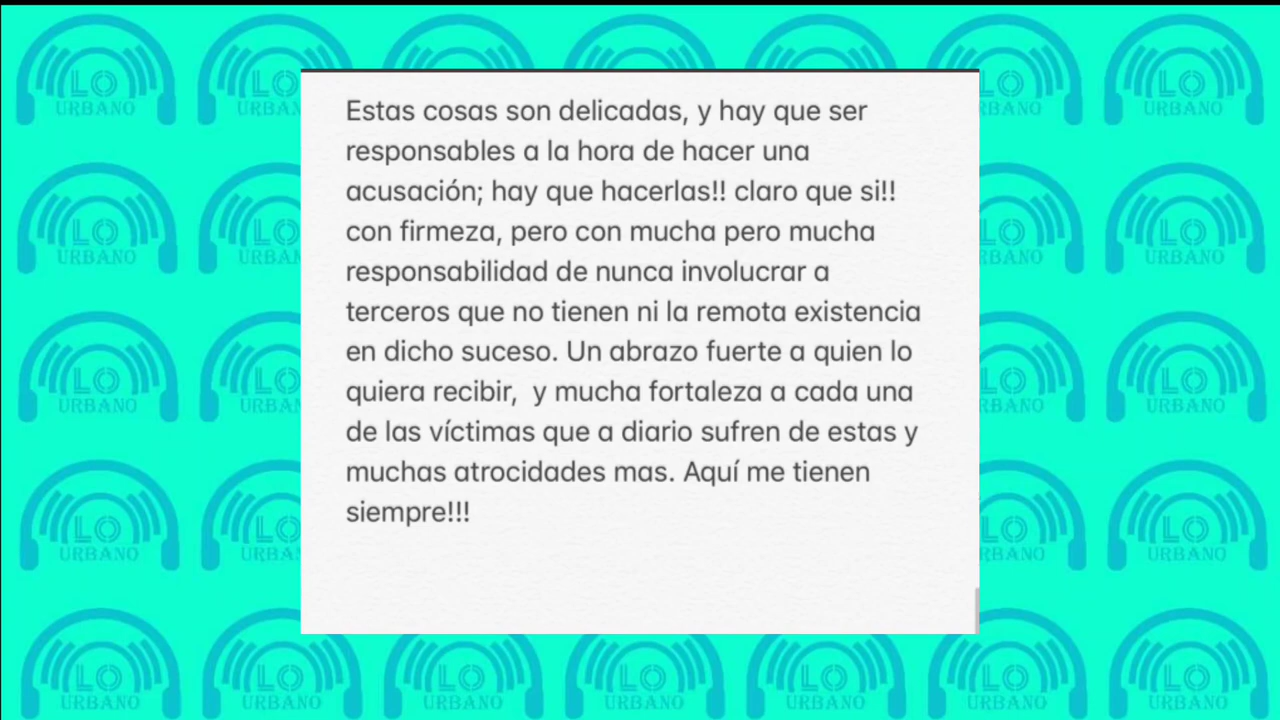 Estas cosas son delicadas, y hay que ser
responsables a la hora de hacer una
acusación; hay que hacerlas!! claro que si!!
con firmeza, pero con mucha pero mucha
responsabilidad de nunca involucrar a
terceros que no tienen ni la remota existencia
en dicho suceso. Un abrazo fuerte a quien lo
quiera recibir,  y mucha fortaleza a cada una
de las víctimas que a diario sufren de estas y
muchas atrocidades mas. Aquí me tienen
siempre!!!
LO
URBANO